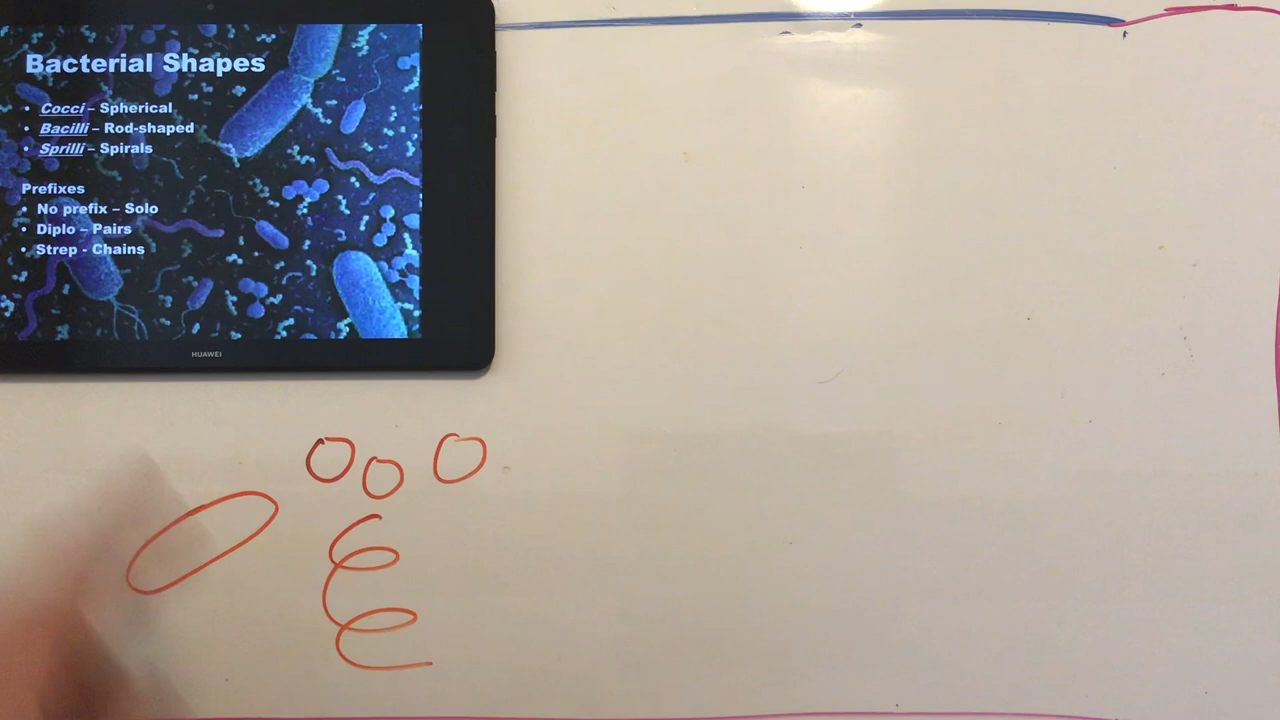 Bacterial Shapes
• Cocci – Spherical
• Bacilli – Rod-shaped
• Sprilli – Spirals
Prefixes
• No prefix – Solo
• Diplo – Pairs
• Strep - Chains
HUAWEI